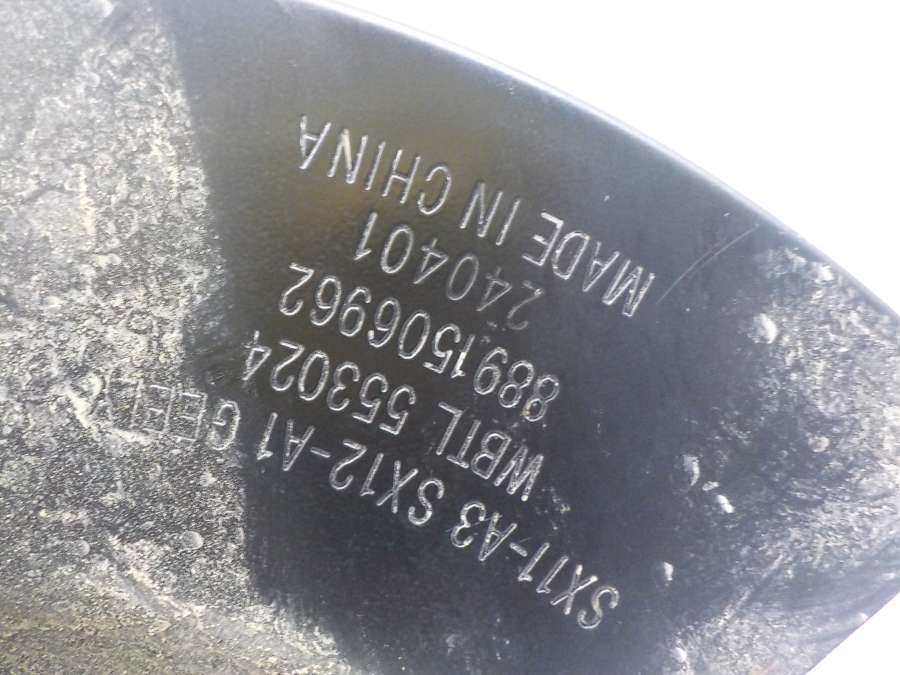 SX11-A3 SX12-A1 GEELY
WBTL 553024
8891506962
240401
MADE IN CHINA